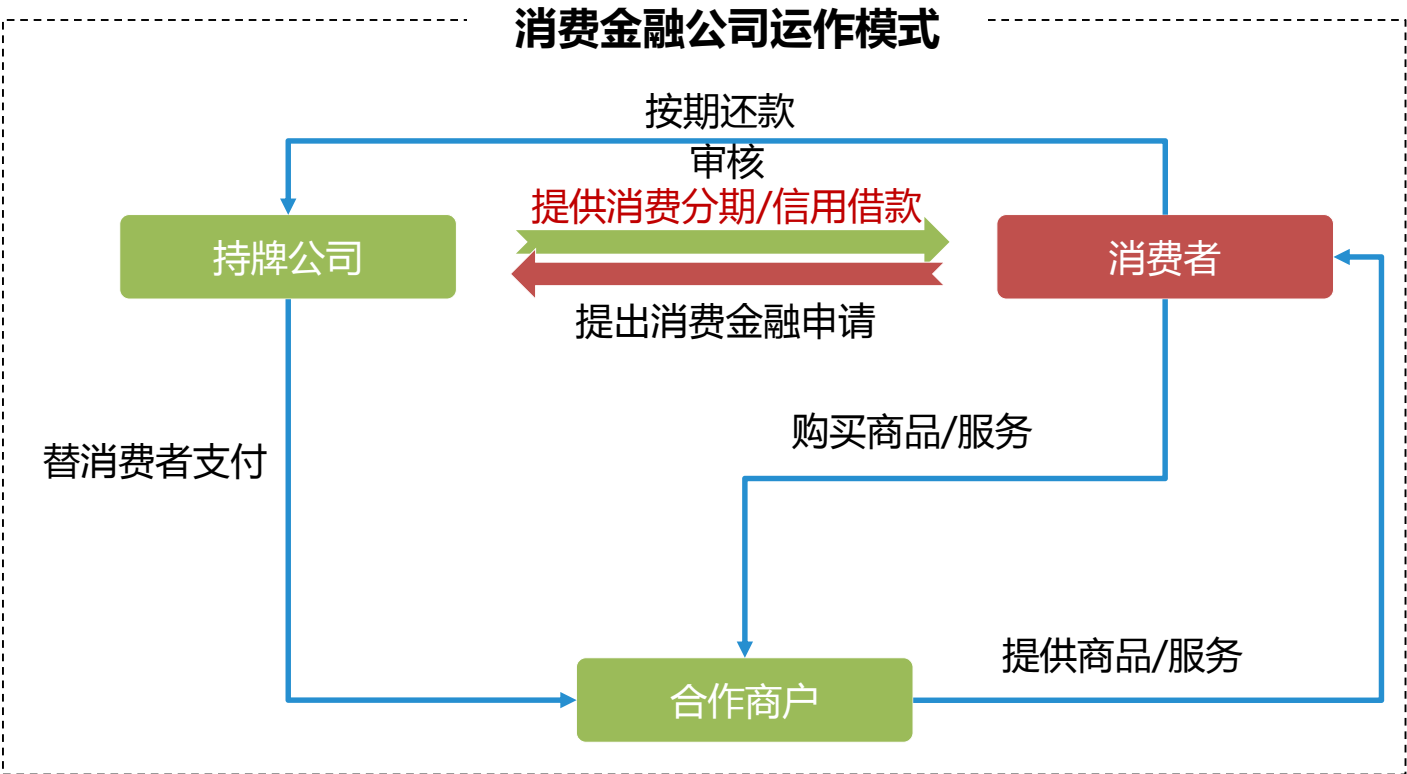 消费金融公司运作模式
按期还款
审核
提供消费分期/信用借款
持牌公司
消费者
提出消费金融申请
购买商品/服务
替消费者支付
提供商品/服务
合作商户